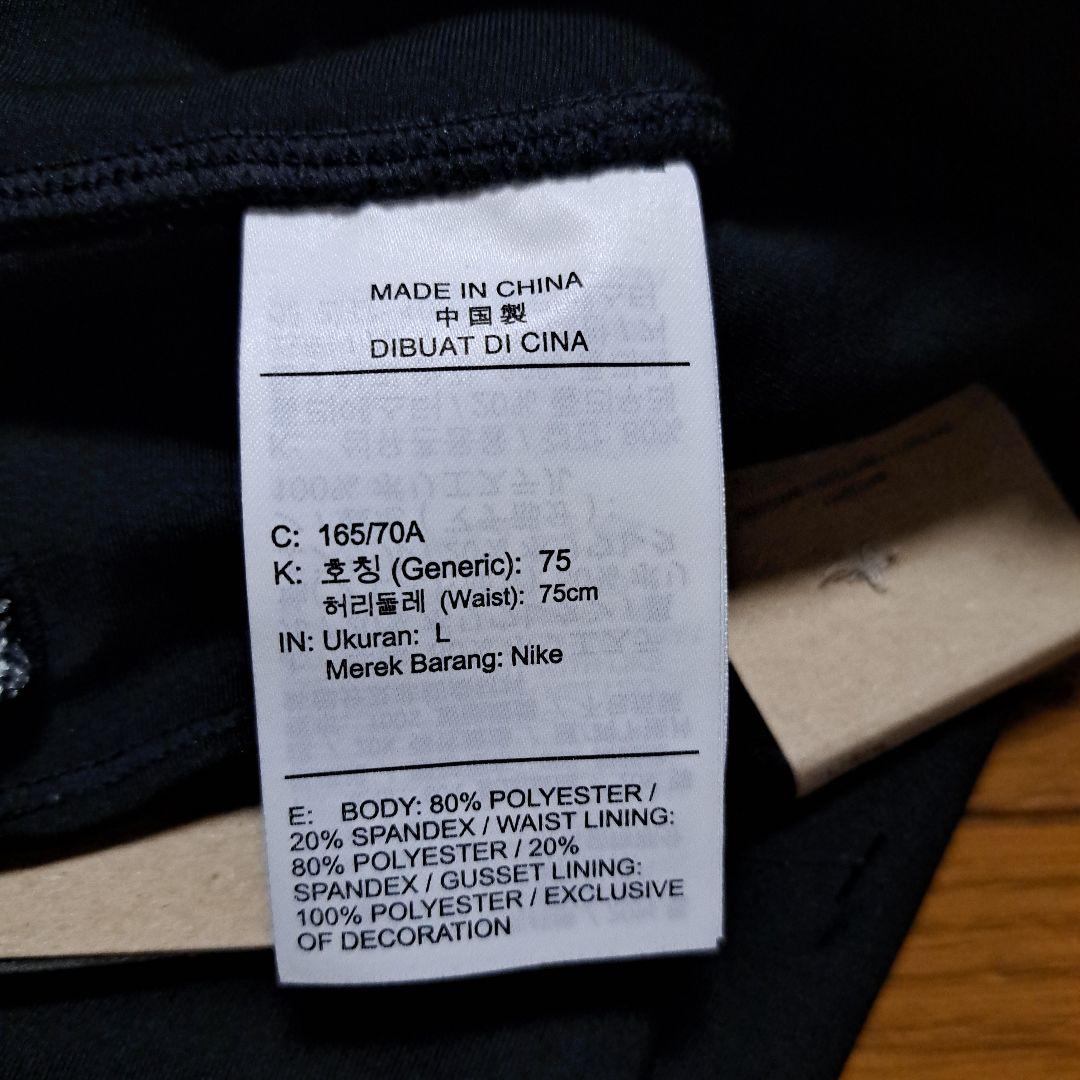 MADE IN CHINA
中国製
DIBUAT DI CINA
C: 165/70A
K: 호칭 (Generic): 75
허리둘레 (Waist): 75cm
IN: Ukuran: L
Merek Barang: Nike
E: BODY: 80% POLYESTER /
20% SPANDEX / WAIST LINING:
80% POLYESTER / 20%
SPANDEX / GUSSET LINING:
100% POLYESTER / EXCLUSIVE
OF DECORATION